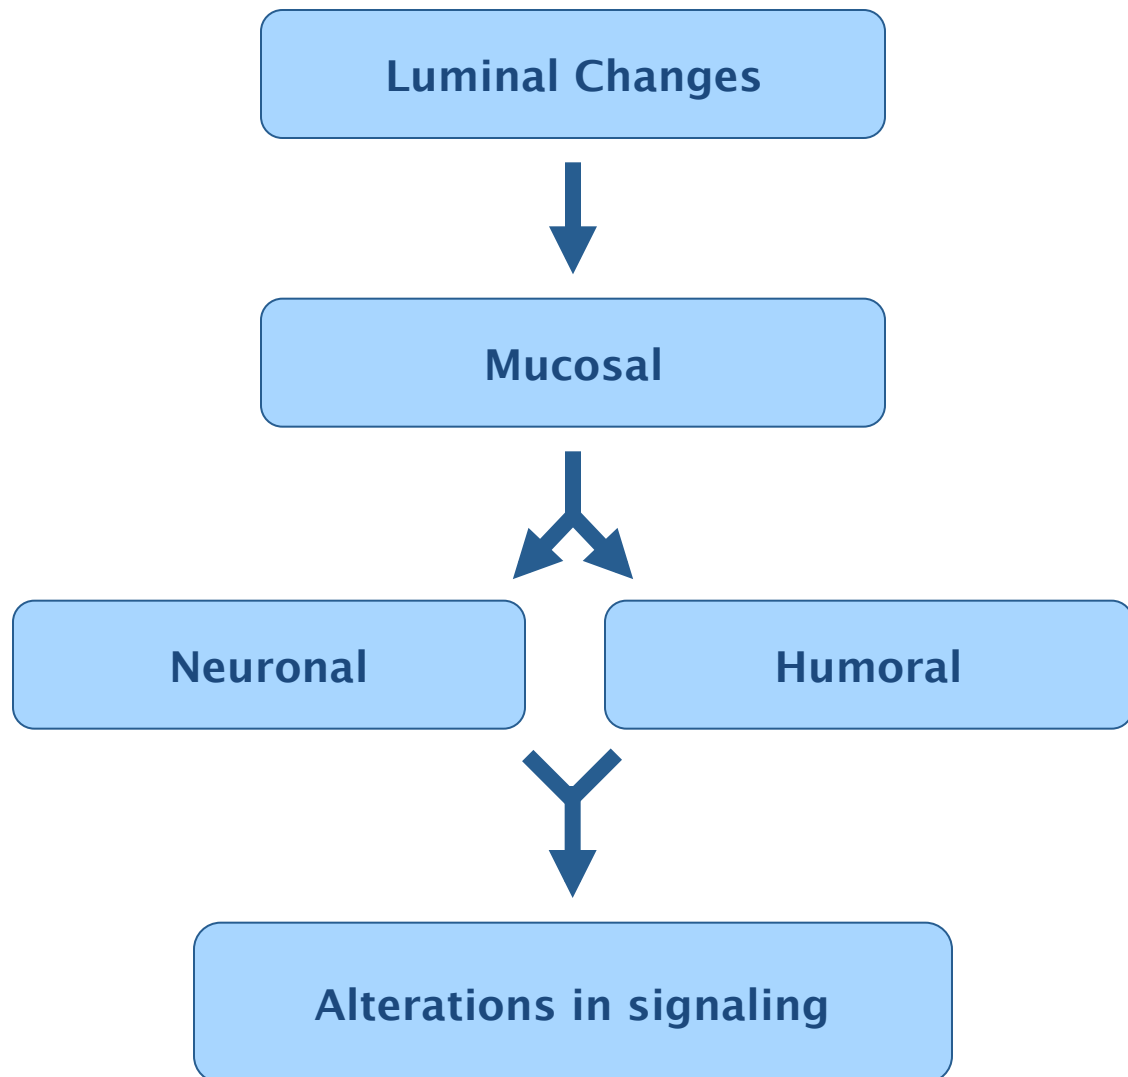 Luminal Changes
Mucosal
Neuronal
Humoral
Alterations in signaling